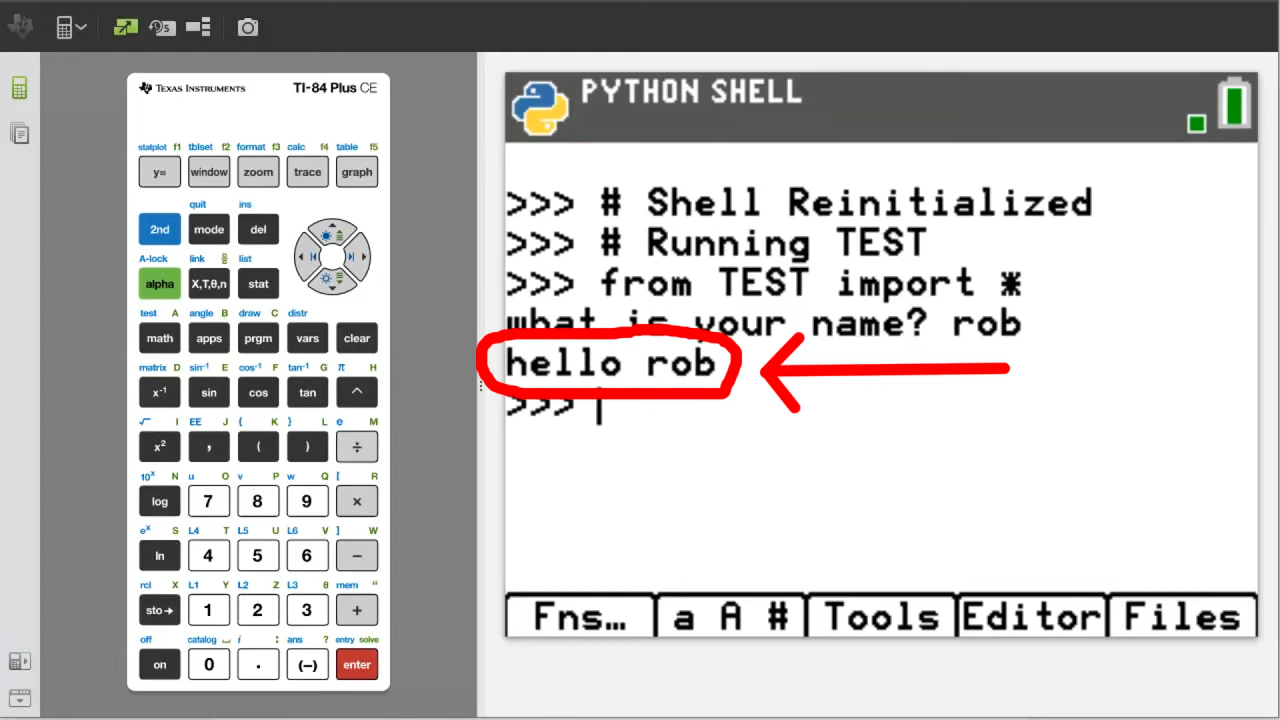 TEXAS INSTRUMENTS TI-84 Plus CE
statplot f1 tblset f2 format f3 calc f4 table f5
y= window zoom trace graph
quit ins
2nd mode del
A-lock link list
alpha X,T,θ,n stat
test A angle B draw C distr
math apps prgm vars clear
matrix D sin⁻¹ E cos⁻¹ F tan⁻¹ G π H
x⁻¹ sin cos tan ^
√ I EE J { K } L e M
x² , ( ) ÷
10ˣ N u O v P w Q [ R
log 7 8 9 ×
eˣ S L4 T L5 U L6 V ] W
ln 4 5 6 −
rcl X L1 Y L2 Z L3 θ mem “
sto→ 1 2 3 +
off catalog ␣ i : ans ? entry solve
on 0 . (−) enter
PYTHON SHELL
>>> # Shell Reinitialized
>>> # Running TEST
>>> from TEST import *
what is your name? rob
hello rob
>>>
Fns… a A # Tools Editor Files